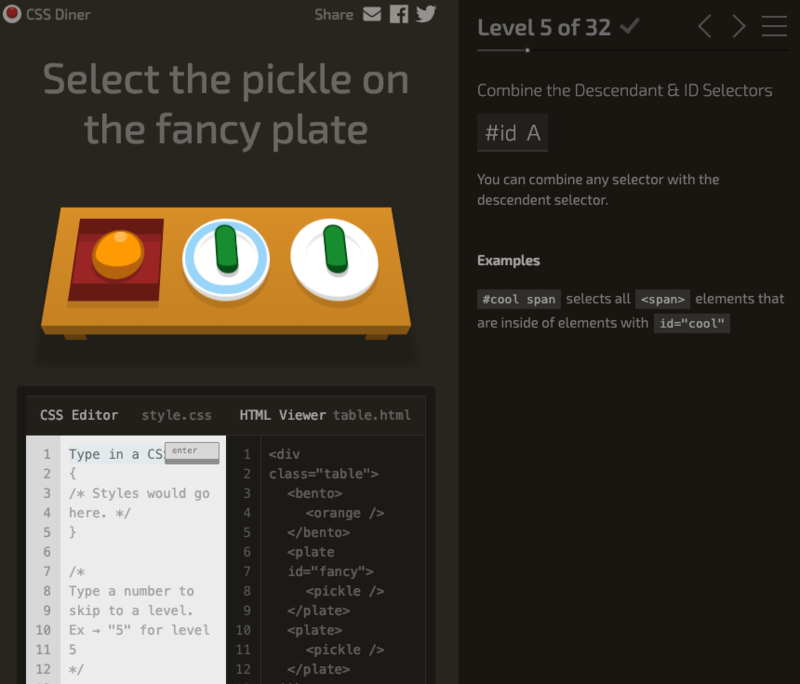 CSS Diner
Share
Select the pickle on
the fancy plate
CSS Editor style.css
HTML Viewer table.html
1 Type in a CS
enter
2 {
3 /* Styles would go
4 here. */
5 }
6
7 /*
8 Type a number to
9 skip to a level.
10 Ex → "5" for level
11 5
12 */
1 <div
2 class="table">
3 <bento>
4 <orange />
5 </bento>
6 <plate
7 id="fancy">
8 <pickle />
9 </plate>
10 <plate>
11 <pickle />
12 </plate>
Level 5 of 32
Combine the Descendant & ID Selectors
#id A
You can combine any selector with the
descendent selector.
Examples
#cool span selects all <span> elements that
are inside of elements with id="cool"